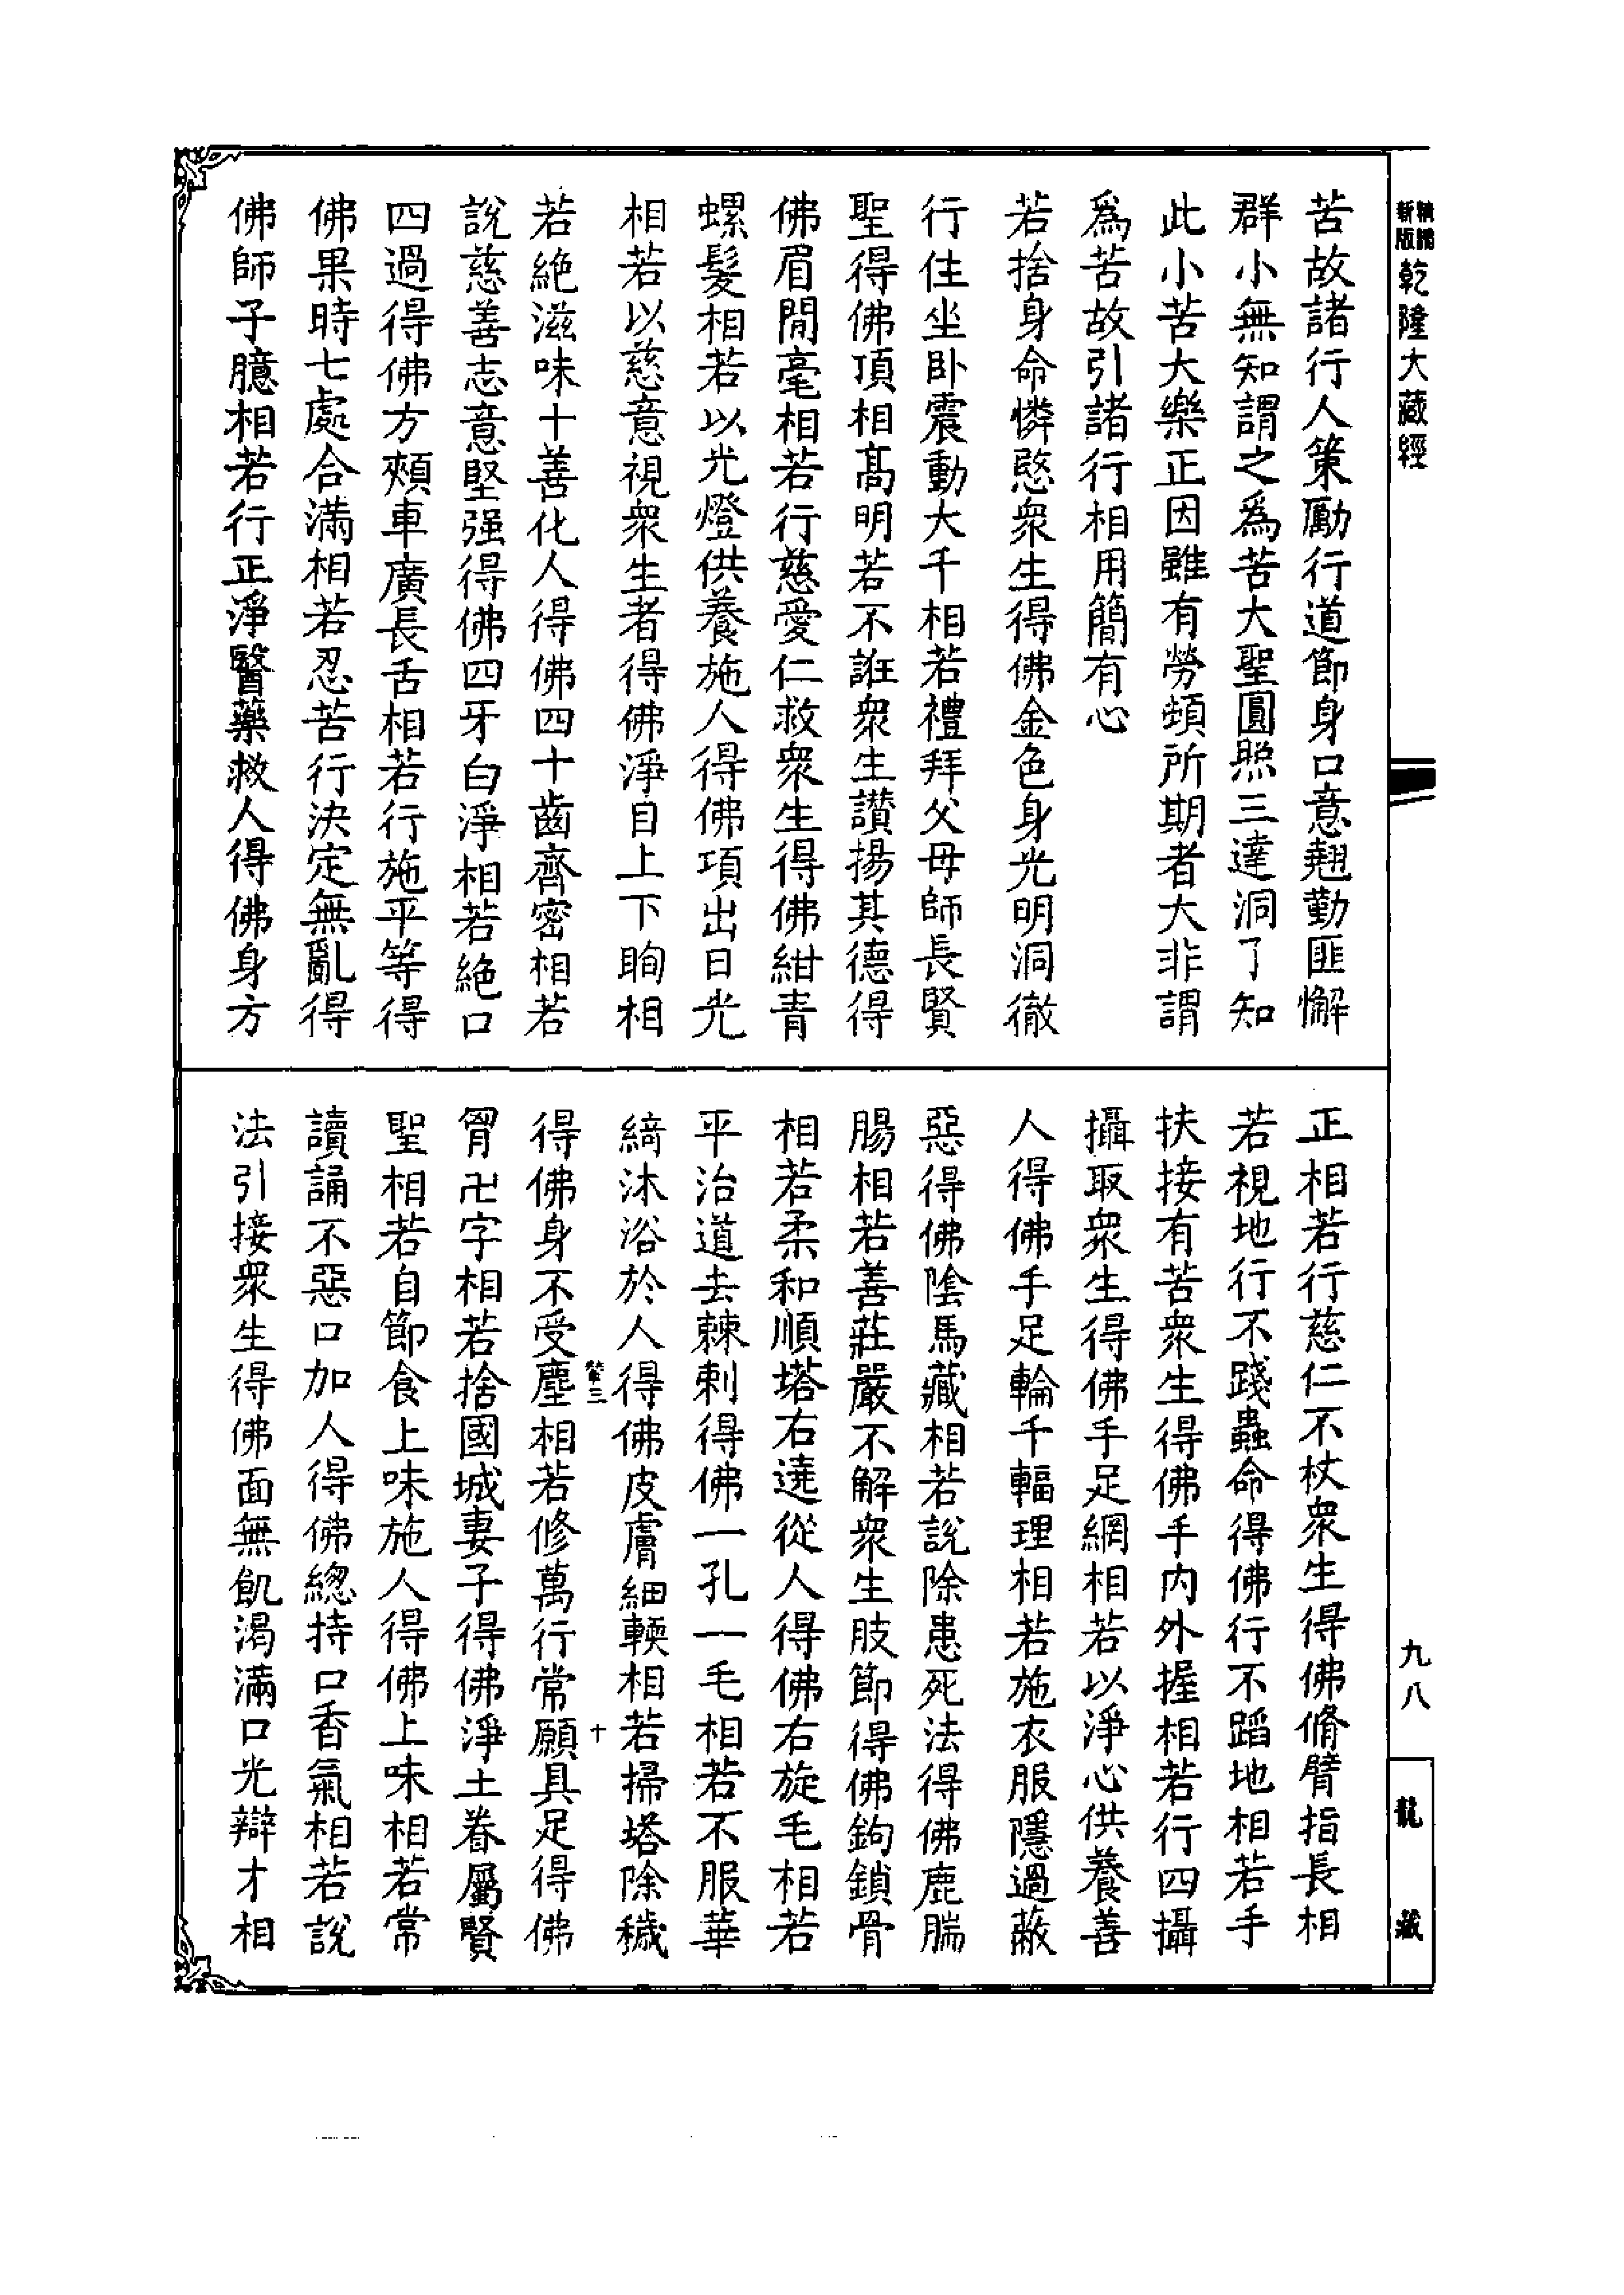 新版精縮乾隆大藏經
苦故諸行人策勵行道節身口意翹勤匪懈
群小無知謂之為苦大聖圓照三達洞了知
此小苦大樂正因雖有勞頓所期者大非謂
為苦故引諸行相用簡有心
若捨身命憐愍衆生得佛金色身光明洞徹
行住坐卧震動大千相若禮拜父母師長賢
聖得佛頂相髙明若不誑衆生讚揚其德得
佛眉間毫相若行慈愛仁救衆生得佛紺青
螺髮相若以光燈供養施人得佛項出日光
相若以慈意視衆生者得佛淨目上下眴相
若絶滋味十善化人得佛四十齒齊密相若
說慈善志意堅强得佛四牙白淨相若絶口
四過得佛方頰車廣長舌相若行施平等得
佛果時七處合滿相若忍苦行決定無亂得
佛師子臆相若行正淨醫藥救人得佛身方
正相若行慈仁不杖衆生得佛脩臂指長相
若視地行不踐蟲命得佛行不蹈地相若手
扶接有苦衆生得佛手内外握相若行四攝
攝取衆生得佛手足網相若以淨心供養善
人得佛手足輪千輻理相若施衣服隱過蔽
惡得佛陰馬藏相若說除患死法得佛鹿腨
腸相若善莊嚴不解衆生肢節得佛鉤鎖骨
相若柔和順塔右遶從人得佛右旋毛相若
平治道去棘刺得佛一孔一毛相若不服華
綺沐浴於人得佛皮膚細輭相若掃塔除穢
得佛身不受塵相若修萬行常願具足得佛
胷卍字相若捨國城妻子得佛淨土眷屬賢
聖相若自節食上味施人得佛上味相若常
讀誦不惡口加人得佛總持口香氣相若說
法引接衆生得佛面無飢渴滿口光辯才相
三
十
九八
龍藏